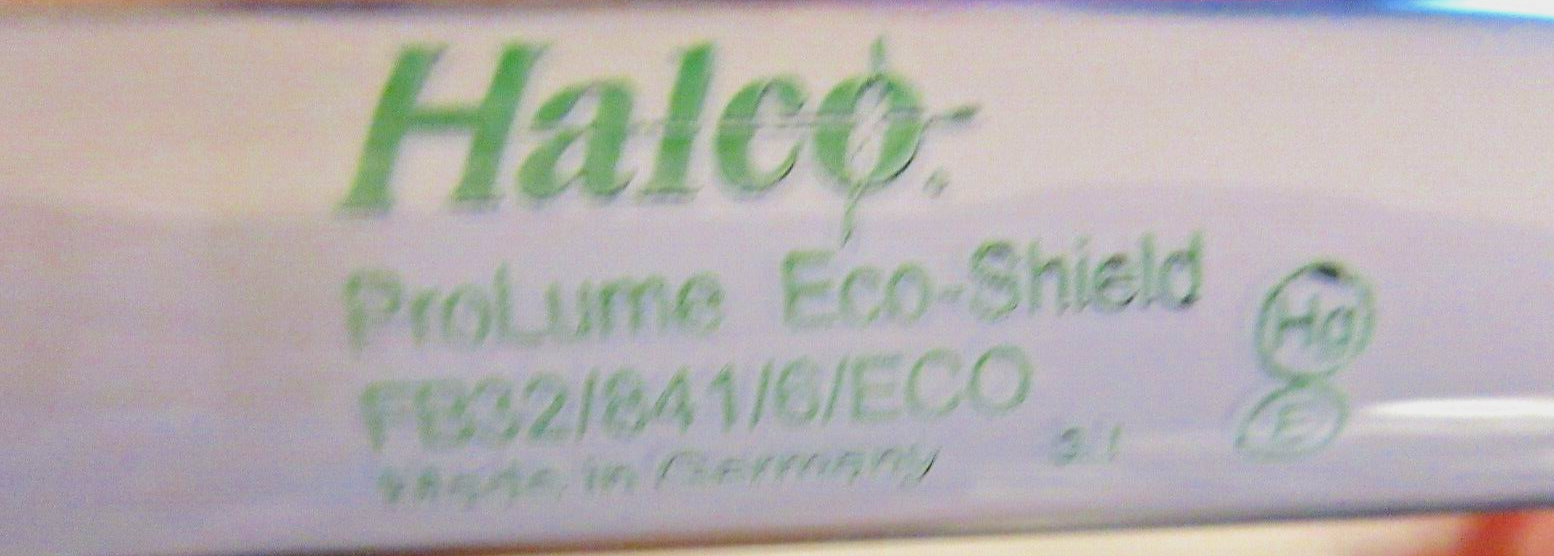 Halco
ProLume Eco-Shield
Hg
FB32/841/6/ECO
E
Made in Germany